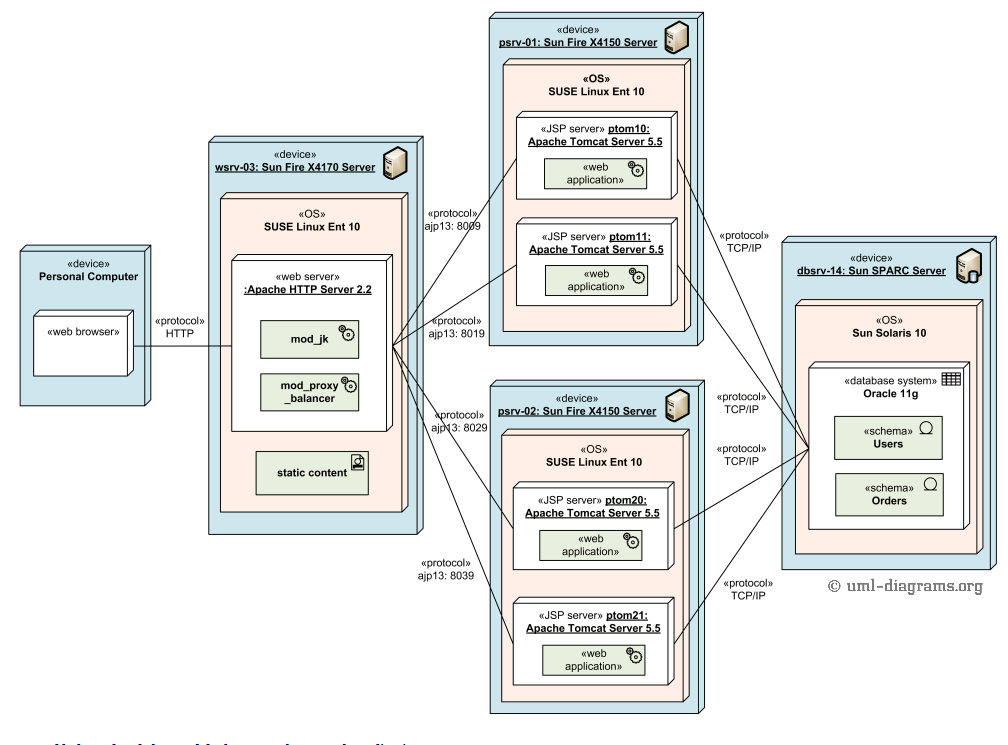 «device»
Personal Computer
«web browser»
«protocol»
HTTP
«device»
wsrv-03: Sun Fire X4170 Server
«OS»
SUSE Linux Ent 10
«web server»
:Apache HTTP Server 2.2
mod_jk
mod_proxy
_balancer
static content
«protocol»
ajp13: 8009
«protocol»
ajp13: 8019
«protocol»
ajp13: 8029
«protocol»
ajp13: 8039
«device»
psrv-01: Sun Fire X4150 Server
«OS»
SUSE Linux Ent 10
«JSP server» ptom10:
Apache Tomcat Server 5.5
«web
application»
«JSP server» ptom11:
Apache Tomcat Server 5.5
«web
application»
«device»
psrv-02: Sun Fire X4150 Server
«OS»
SUSE Linux Ent 10
«JSP server» ptom20:
Apache Tomcat Server 5.5
«web
application»
«JSP server» ptom21:
Apache Tomcat Server 5.5
«web
application»
«protocol»
TCP/IP
«protocol»
TCP/IP
«protocol»
TCP/IP
«protocol»
TCP/IP
«device»
dbsrv-14: Sun SPARC Server
«OS»
Sun Solaris 10
«database system»
Oracle 11g
«schema»
Users
«schema»
Orders
© uml-diagrams.org